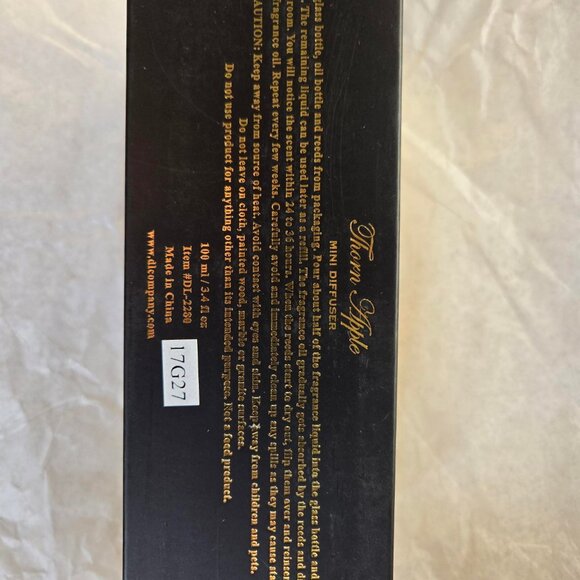 Thorn Apple
MINI DIFFUSER
glass bottle, oil bottle and reeds from packaging. Pour about half of the fragrance liquid into the glass bottle and
. The remaining liquid can be used later as a refill. The fragrance oil gradually gets absorbed by the reeds and d
room. You will notice the scent within 24 to 36 hours. When the reeds start to dry out, flip them over and reinser
fragrance oil. Repeat every few weeks. Carefully avoid and immediately clean up any spills as they may cause sta
CAUTION: Keep away from source of heat. Avoid contact with eyes and skin. Keep away from children and pets.
Do not leave on cloth, painted wood, marble or granite surfaces.
Do not use product for anything other than its intended purpose. Not a food product.
100 ml / 3.4 fl oz
Item #DL-2280
Made in China
www.dlcompany.com
17G27